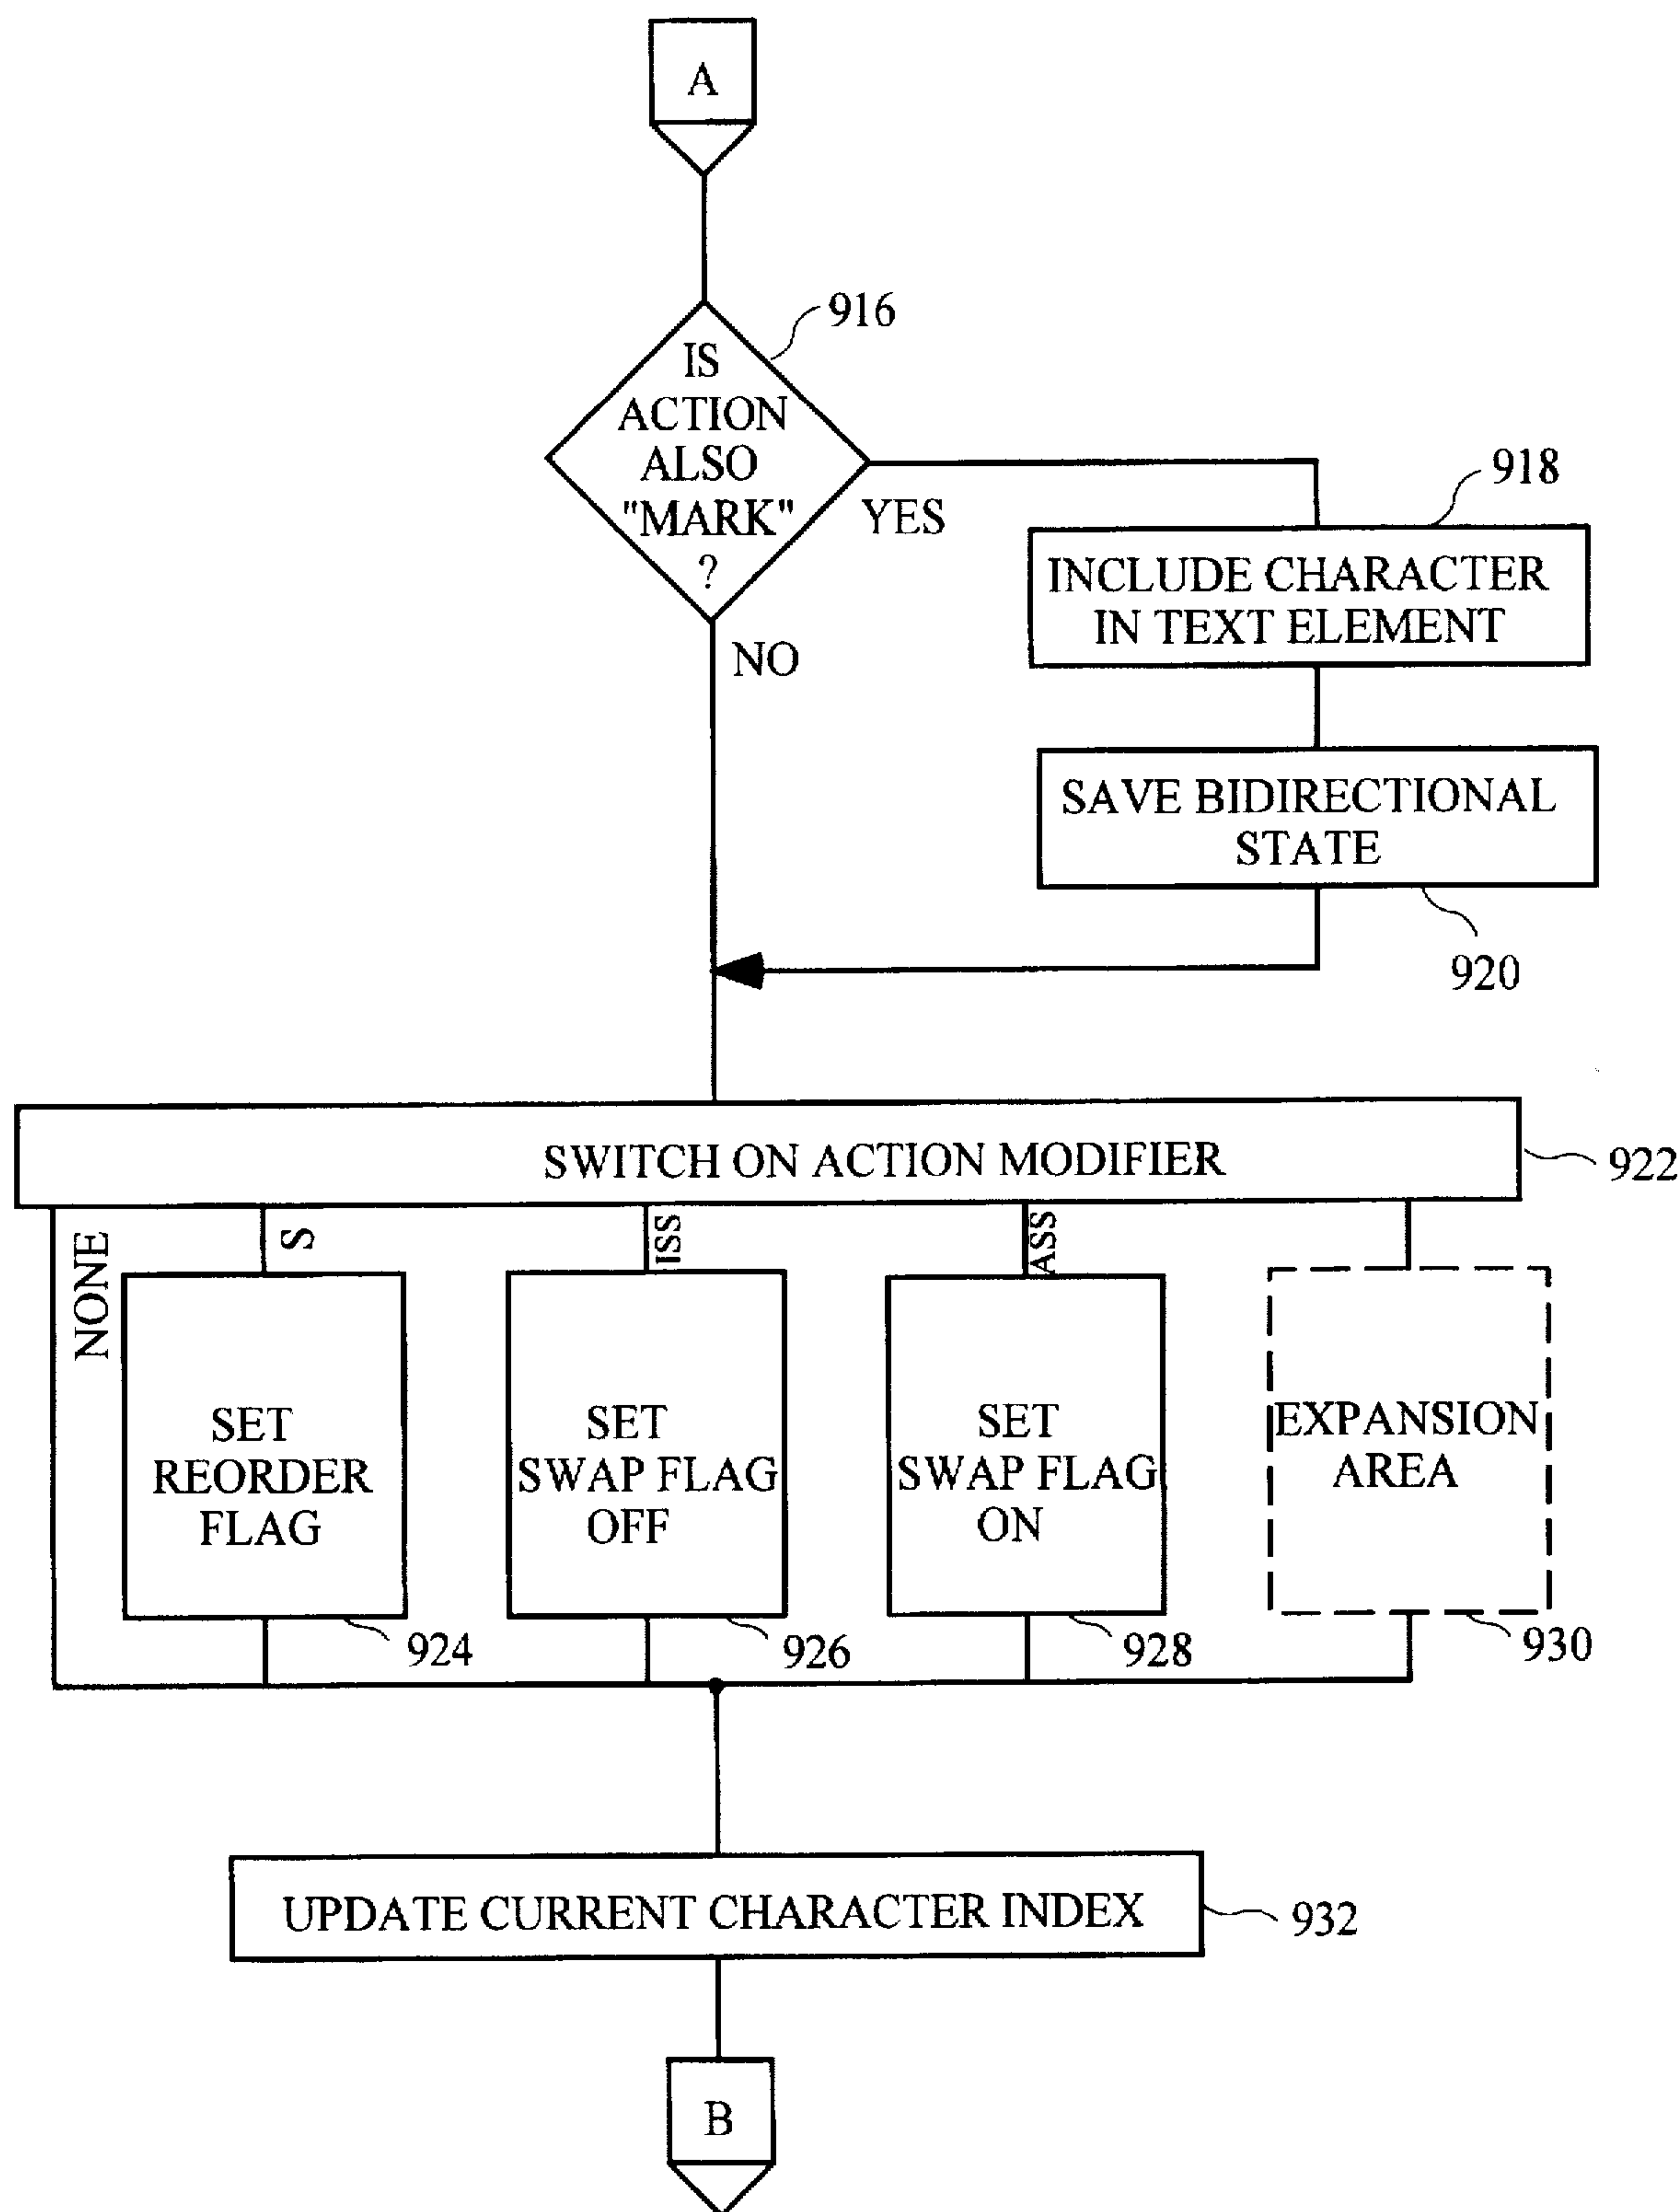 A
916
IS
ACTION
ALSO
"MARK"
?
YES
NO
918
INCLUDE CHARACTER
IN TEXT ELEMENT
SAVE BIDIRECTIONAL
STATE
920
SWITCH ON ACTION MODIFIER
922
NONE
S
ISS
ASS
SET
REORDER
FLAG
924
SET
SWAP FLAG
OFF
926
SET
SWAP FLAG
ON
928
EXPANSION
AREA
930
UPDATE CURRENT CHARACTER INDEX
932
B